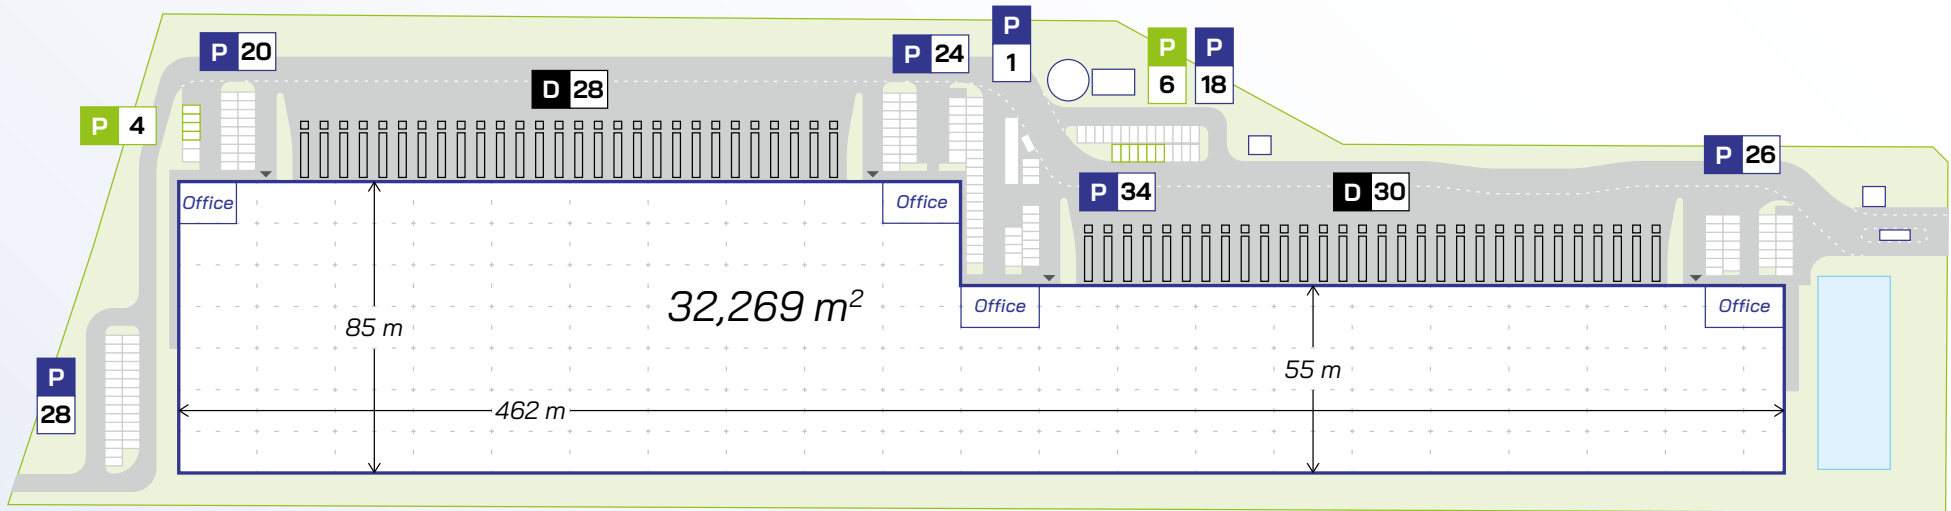 P 20
P 24
P
1
P P
6 18
D 28
P 4
P 26
P 34
D 30
Office
Office
32,269 m²
Office
Office
85 m
55 m
P
28
462 m